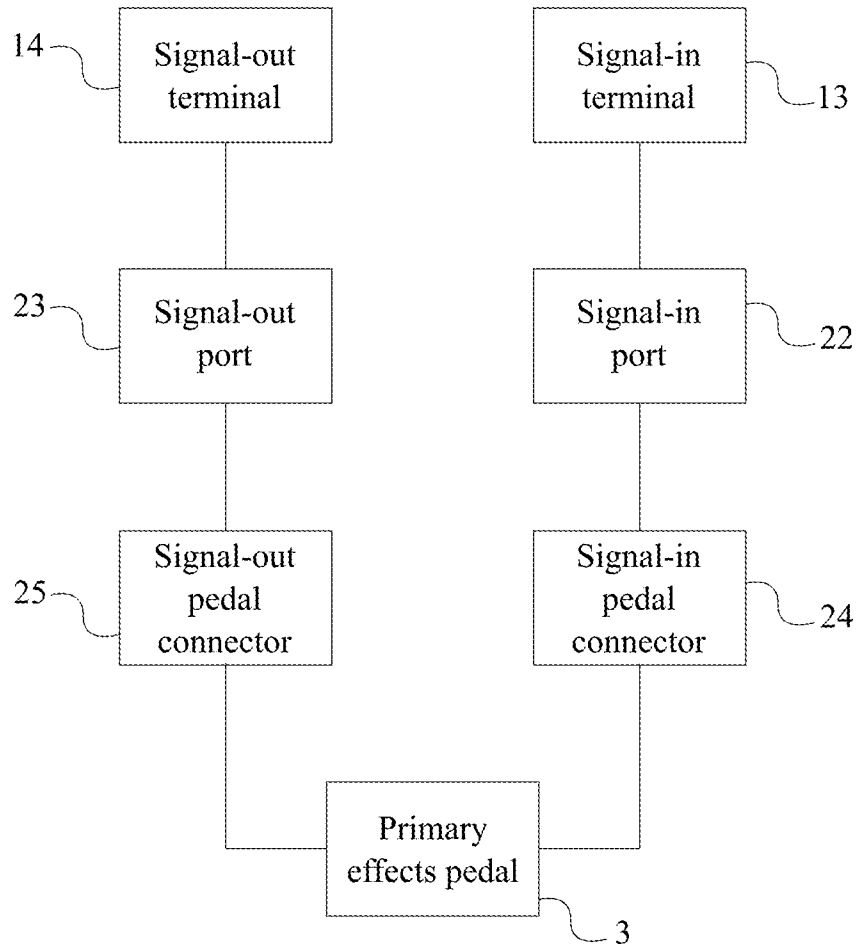 14
Signal-out
terminal
Signal-in
terminal
13
23
Signal-out
port
Signal-in
port
22
25
Signal-out
pedal
connector
Signal-in
pedal
connector
24
Primary
effects pedal
3